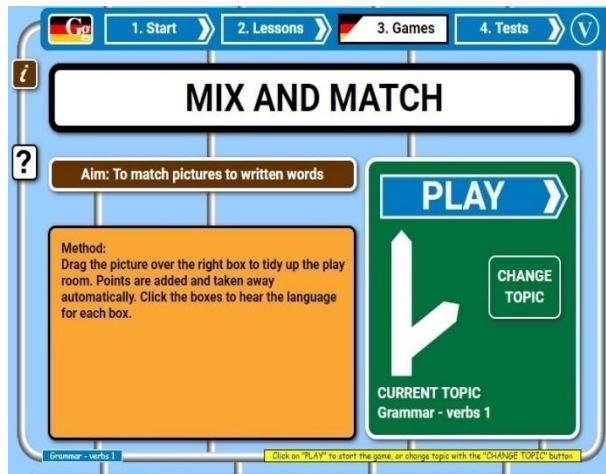 Gg
1. Start
2. Lessons
3. Games
4. Tests
V
i
MIX AND MATCH
?
Aim: To match pictures to written words
Method:
Drag the picture over the right box to tidy up the play
room. Points are added and taken away
automatically. Click the boxes to hear the language
for each box.
PLAY
CHANGE
TOPIC
CURRENT TOPIC
Grammar - verbs 1
Grammar - verbs 1
Click on "PLAY" to start the game, or change topic with the "CHANGE TOPIC" button